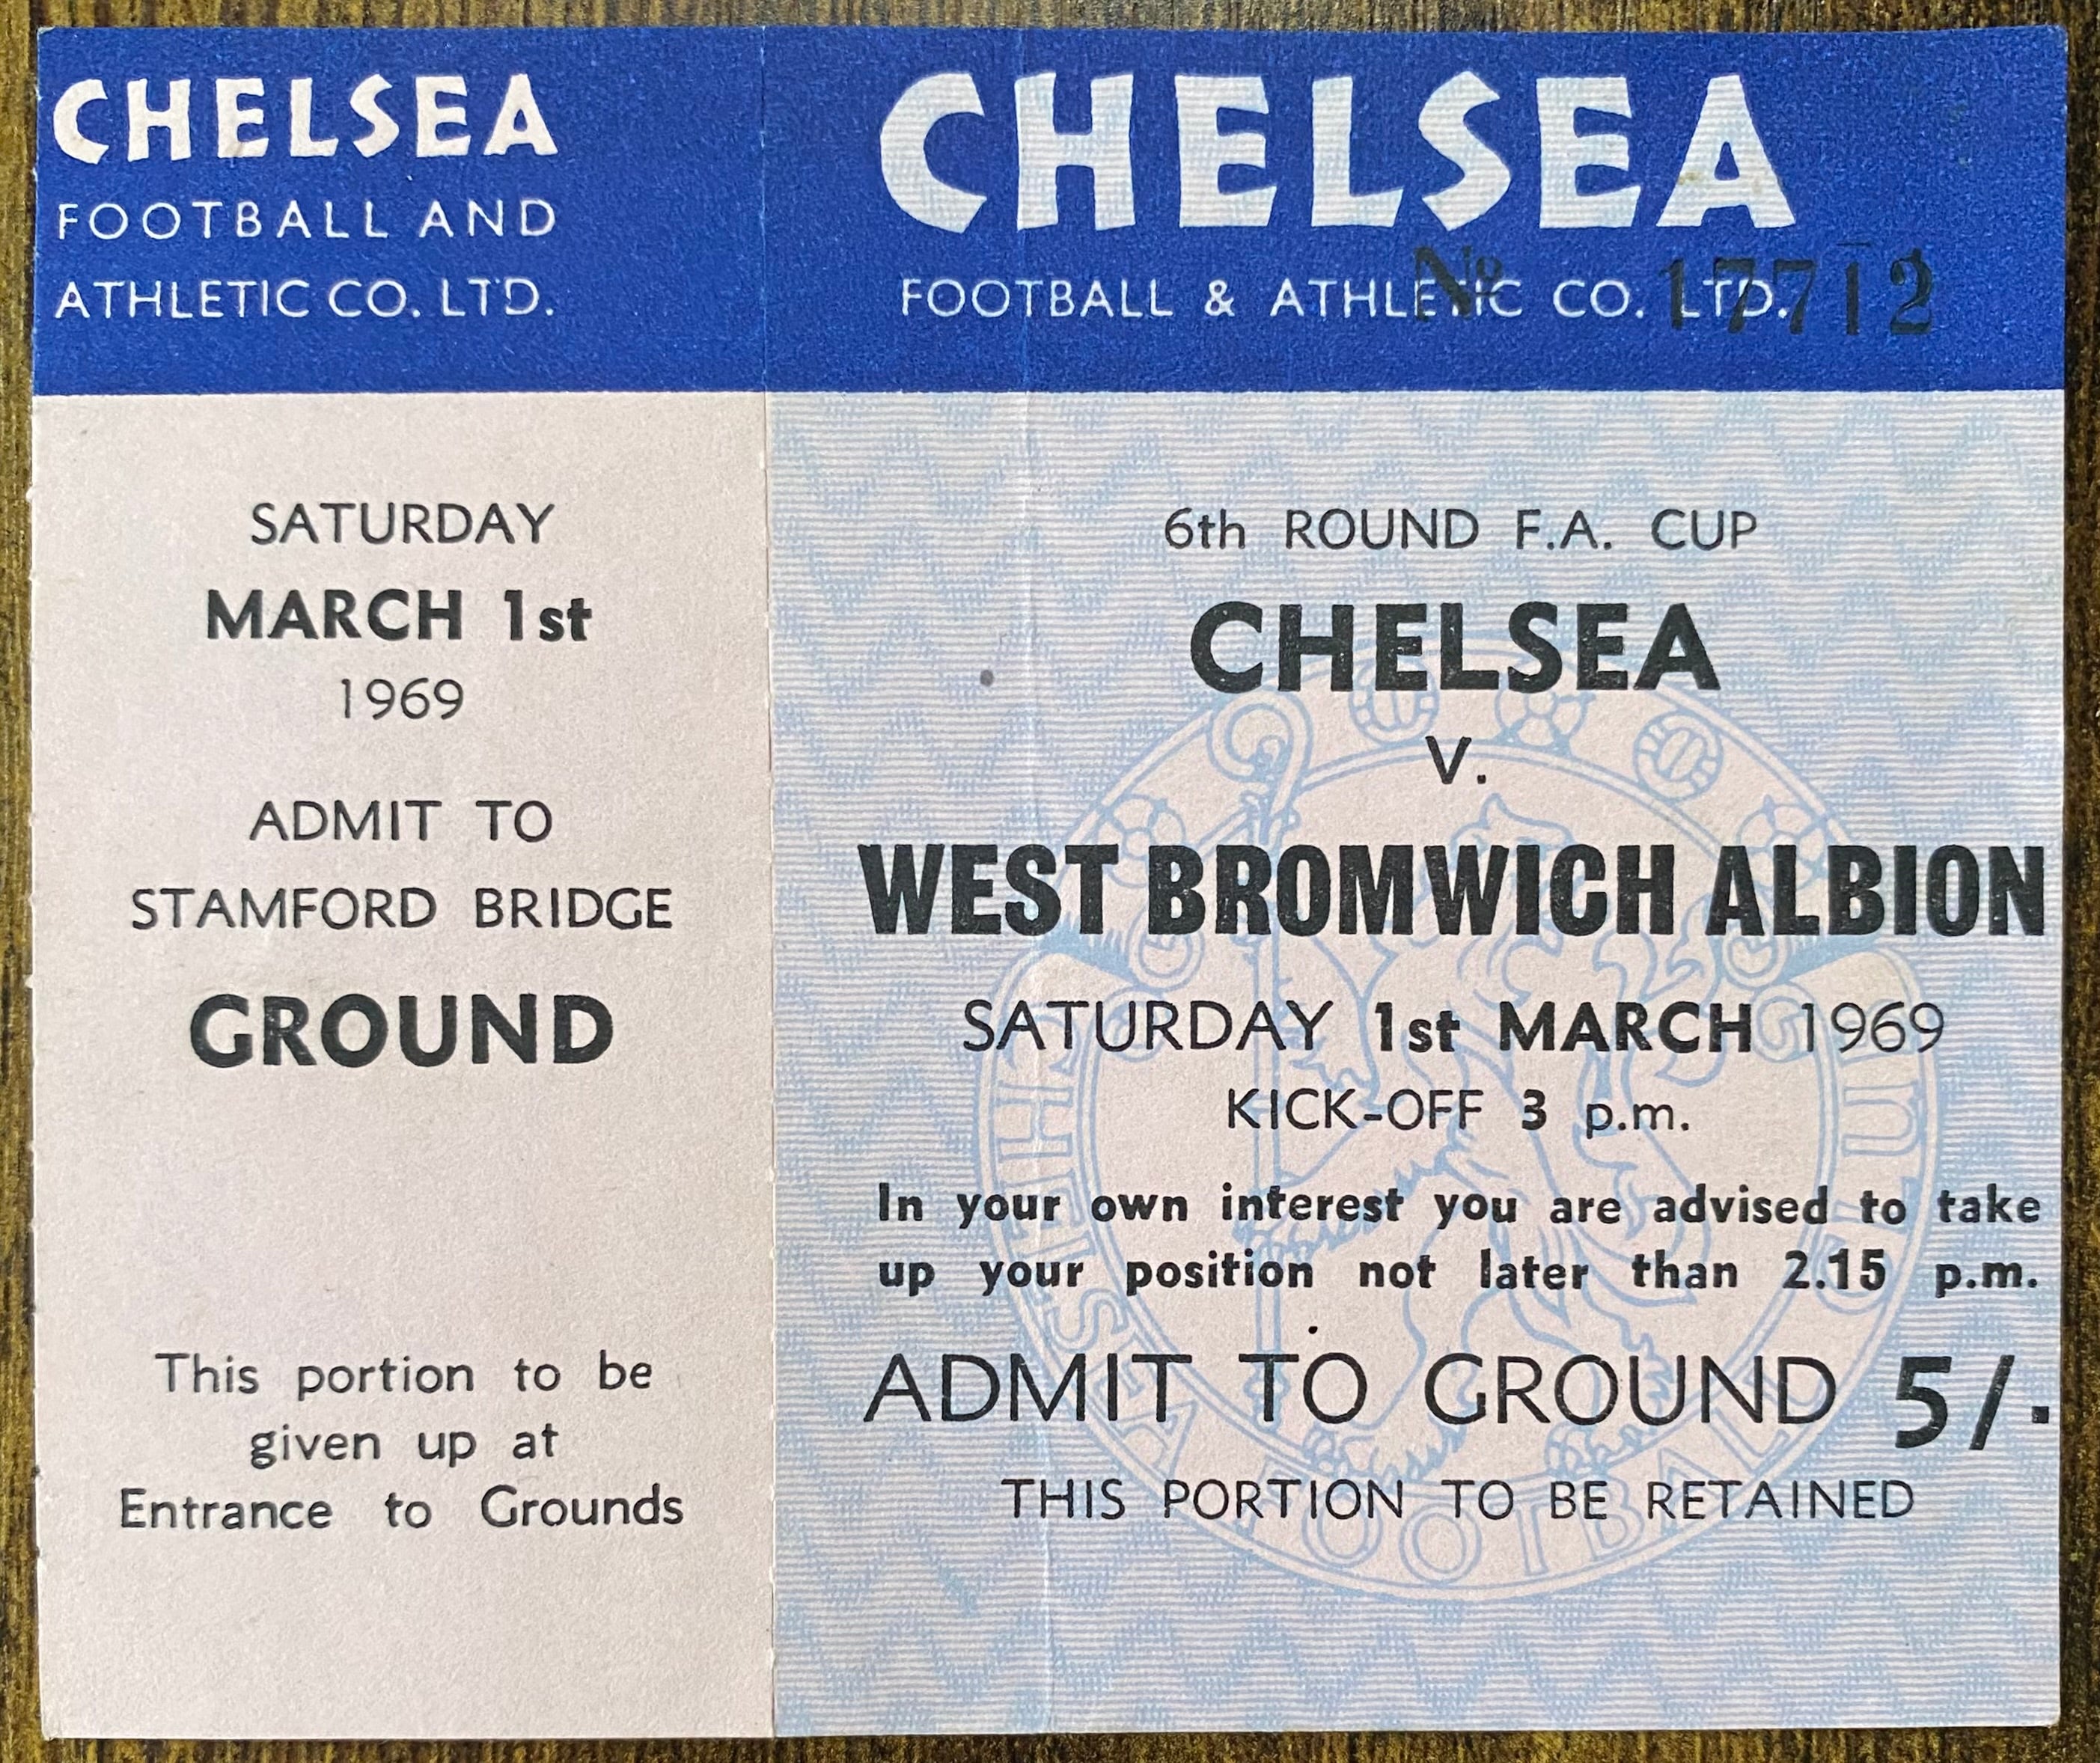 CHELSEA
FOOTBALL AND
ATHLETIC CO. LTD.
SATURDAY
MARCH 1st
1969
ADMIT TO
STAMFORD BRIDGE
GROUND
This portion to be
given up at
Entrance to Grounds
CHELSEA
FOOTBALL & ATHLETIC CO. LTD.
Nº 17712
6th ROUND F.A. CUP
CHELSEA
V.
WEST BROMWICH ALBION
SATURDAY 1st MARCH 1969
KICK-OFF 3 p.m.
In your own interest you are advised to take
up your position not later than 2.15 p.m.
ADMIT TO GROUND 5/-
THIS PORTION TO BE RETAINED
CHELSEA FOOTBALL